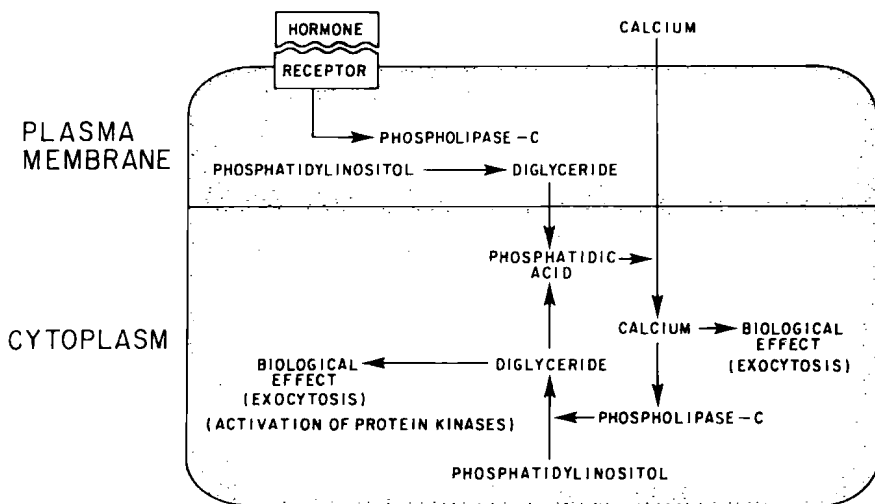 HORMONE
CALCIUM
RECEPTOR
PLASMA
MEMBRANE
PHOSPHOLIPASE-C
PHOSPHATIDYLINOSITOL
DIGLYCERIDE
PHOSPHATIDIC
ACID
CYTOPLASM
CALCIUM
BIOLOGICAL
EFFECT
(EXOCYTOSIS)
BIOLOGICAL
EFFECT
(EXOCYTOSIS)
(ACTIVATION OF PROTEIN KINASES)
DIGLYCERIDE
PHOSPHOLIPASE-C
PHOSPHATIDYLINOSITOL